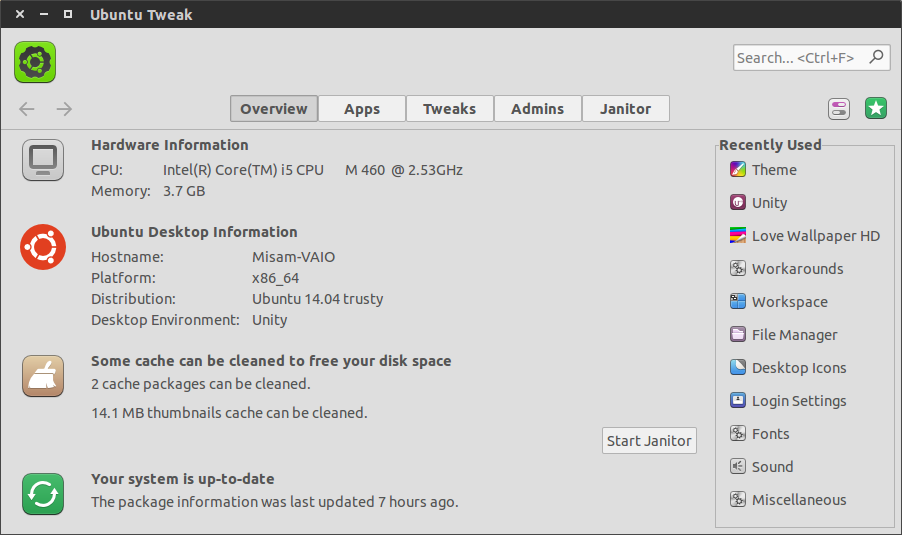 Ubuntu Tweak
Search... <Ctrl+F>
Overview Apps Tweaks Admins Janitor
Hardware Information
CPU: Intel(R) Core(TM) i5 CPU M 460 @ 2.53GHz
Memory: 3.7 GB
Ubuntu Desktop Information
Hostname: Misam-VAIO
Platform: x86_64
Distribution: Ubuntu 14.04 trusty
Desktop Environment: Unity
Some cache can be cleaned to free your disk space
2 cache packages can be cleaned.
14.1 MB thumbnails cache can be cleaned.
Start Janitor
Your system is up-to-date
The package information was last updated 7 hours ago.
Recently Used
Theme
Unity
Love Wallpaper HD
Workarounds
Workspace
File Manager
Desktop Icons
Login Settings
Fonts
Sound
Miscellaneous